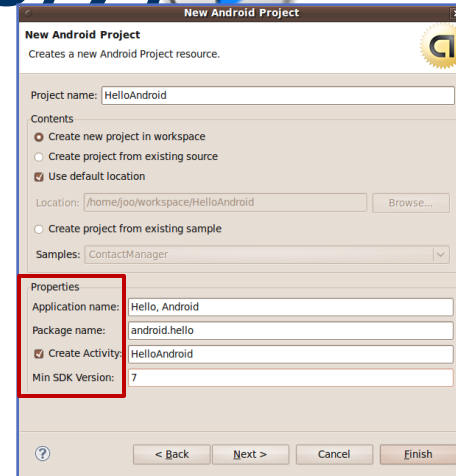 New Android Project
New Android Project
Creates a new Android Project resource.
Project name: HelloAndroid
Contents
Create new project in workspace
Create project from existing source
Use default location
Location: /home/joo/workspace/HelloAndroid Browse...
Create project from existing sample
Samples: ContactManager
Properties
Application name: Hello, Android
Package name: android.hello
Create Activity: HelloAndroid
Min SDK Version: 7
? < Back Next > Cancel Finish